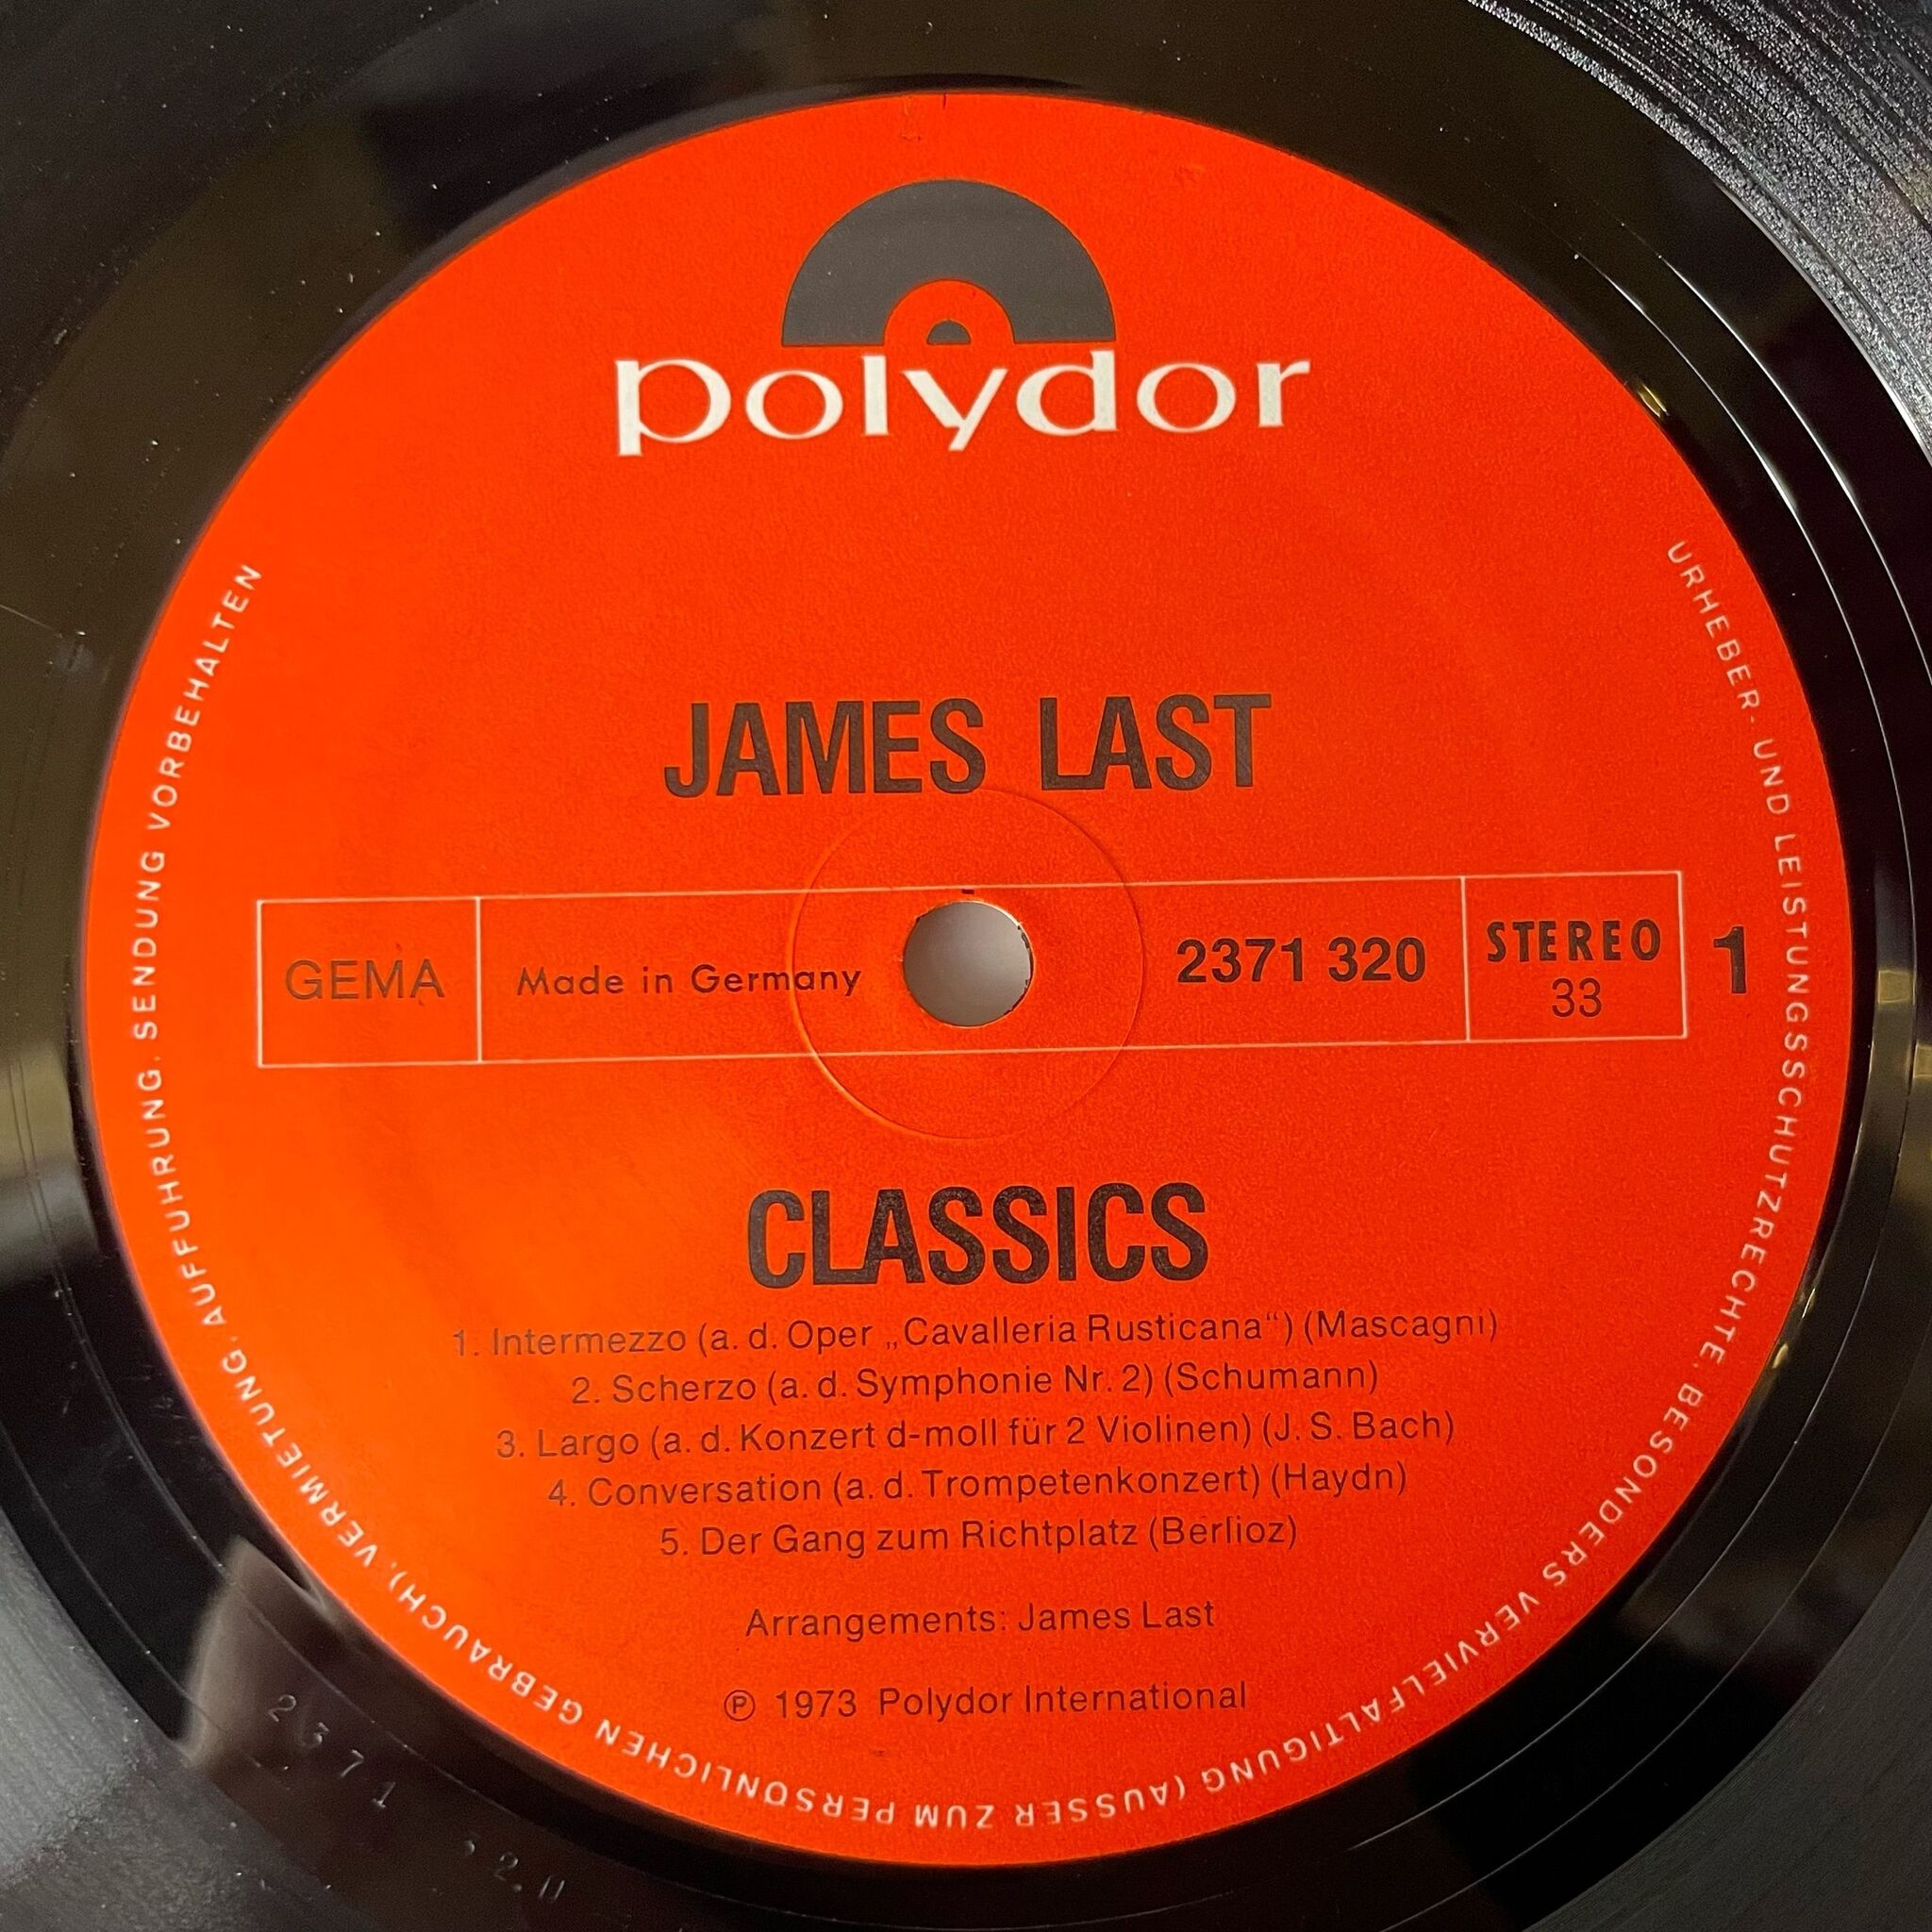 polydor
JAMES LAST
GEMA
Made in Germany
2371 320
STEREO
33
1
CLASSICS
1. Intermezzo (a. d. Oper „Cavalleria Rusticana“) (Mascagni)
2. Scherzo (a. d. Symphonie Nr. 2) (Schumann)
3. Largo (a. d. Konzert d-moll für 2 Violinen) (J. S. Bach)
4. Conversation (a. d. Trompetenkonzert) (Haydn)
5. Der Gang zum Richtplatz (Berlioz)
Arrangements: James Last
℗ 1973 Polydor International
URHEBER- UND LEISTUNGSSCHUTZRECHTE, BESONDERS VERVIELFÄLTIGUNG (AUSSER ZUM PERSÖNLICHEN GEBRAUCH), VERMIETUNG, AUFFÜHRUNG, SENDUNG VORBEHALTEN
2371